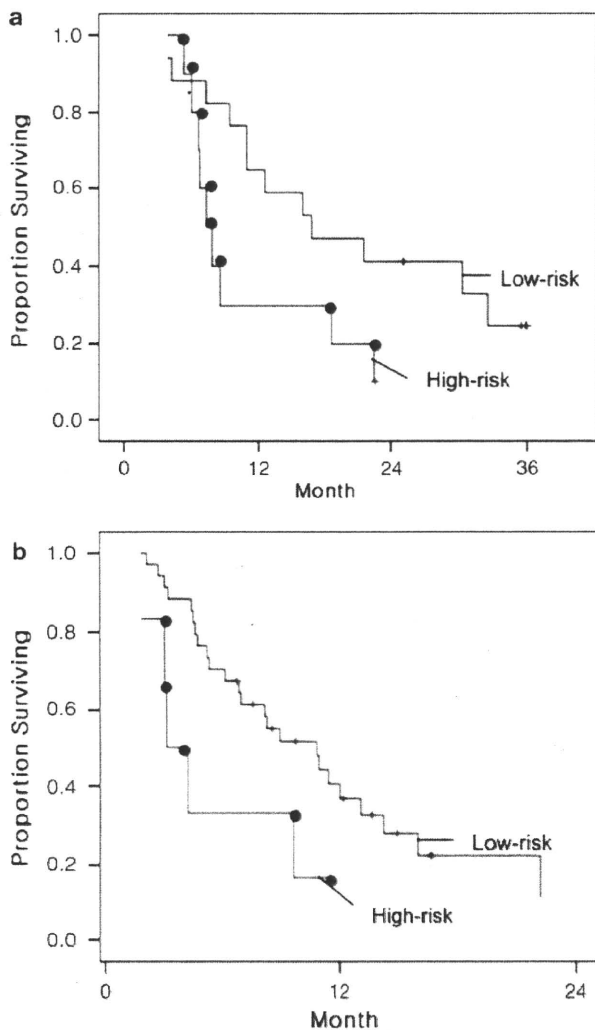 a
Proportion Surviving
1.0
0.8
0.6
0.4
0.2
0.0
Low-risk
High-risk
0 12 24 36
Month
b
Proportion Surviving
1.0
0.8
0.6
0.4
0.2
0.0
Low-risk
High-risk
0 12 24
Month